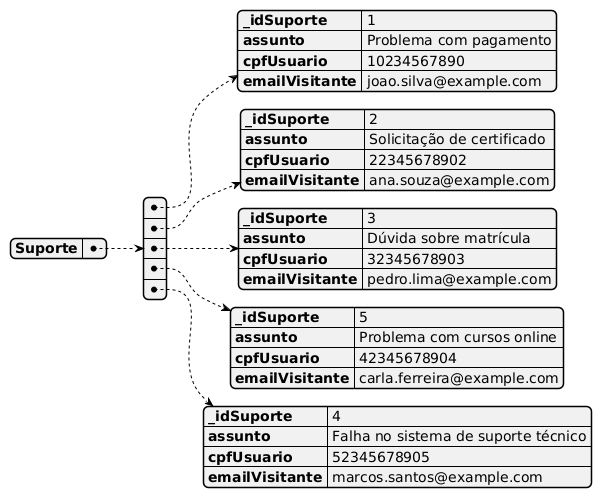 _idSuporte 1
assunto Problema com pagamento
cpfUsuario 10234567890
emailVisitante joao.silva@example.com
_idSuporte 2
assunto Solicitação de certificado
cpfUsuario 22345678902
emailVisitante ana.souza@example.com
Suporte
_idSuporte 3
assunto Dúvida sobre matrícula
cpfUsuario 32345678903
emailVisitante pedro.lima@example.com
_idSuporte 5
assunto Problema com cursos online
cpfUsuario 42345678904
emailVisitante carla.ferreira@example.com
_idSuporte 4
assunto Falha no sistema de suporte técnico
cpfUsuario 52345678905
emailVisitante marcos.santos@example.com